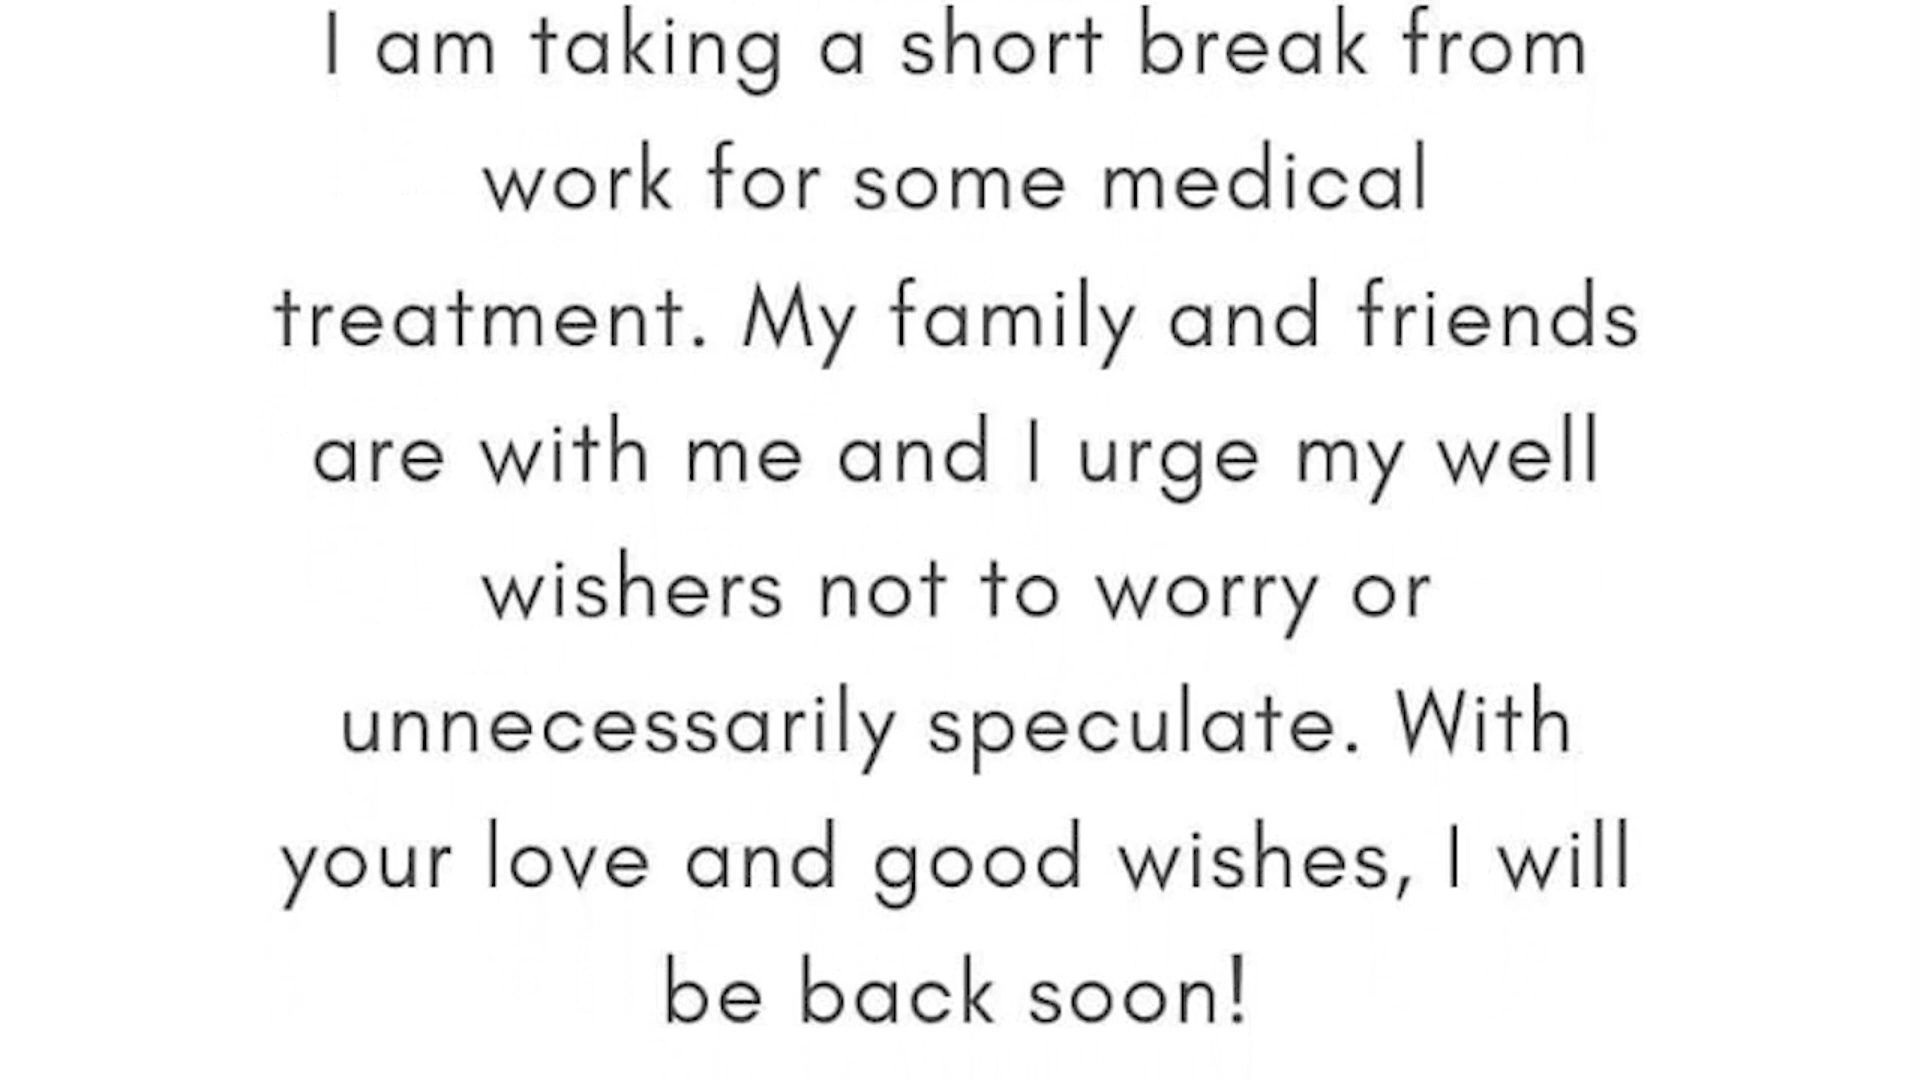 I am taking a short break from
work for some medical
treatment. My family and friends
are with me and I urge my well
wishers not to worry or
unnecessarily speculate. With
your love and good wishes, I will
be back soon!